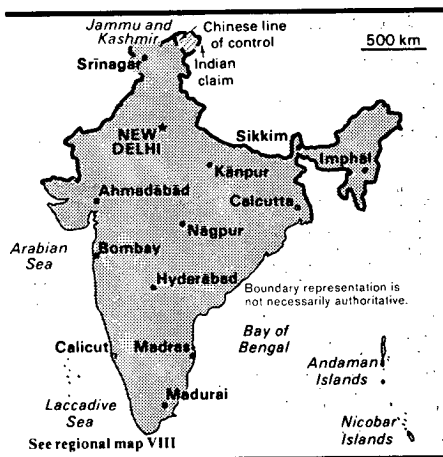 Jammu and
Kashmir
Chinese line
of control
500 km
Indian
claim
Srīnagar
NEW
DELHI
Sikkim
Imphāl
Kānpur
Ahmadābād
Calcutta
Nāgpur
Arabian
Sea
Bombay
Hyderābād
Boundary representation is
not necessarily authoritative.
Bay of
Bengal
Calicut
Madras
Andaman
Islands
Madurai
Laccadive
Sea
Nicobar
Islands
See regional map VIII